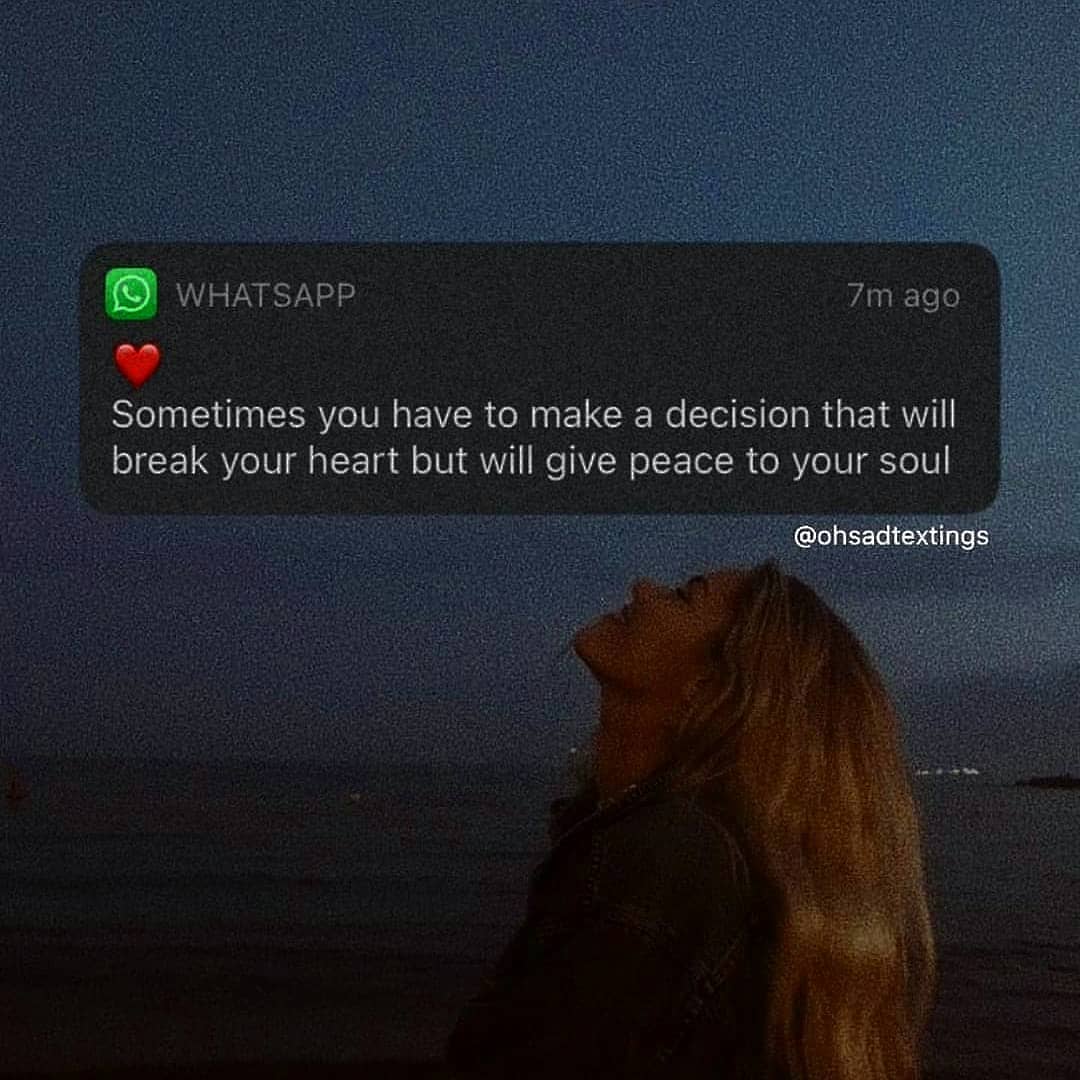 WHATSAPP
7m ago
❤️
Sometimes you have to make a decision that will
break your heart but will give peace to your soul
@ohsadtextings